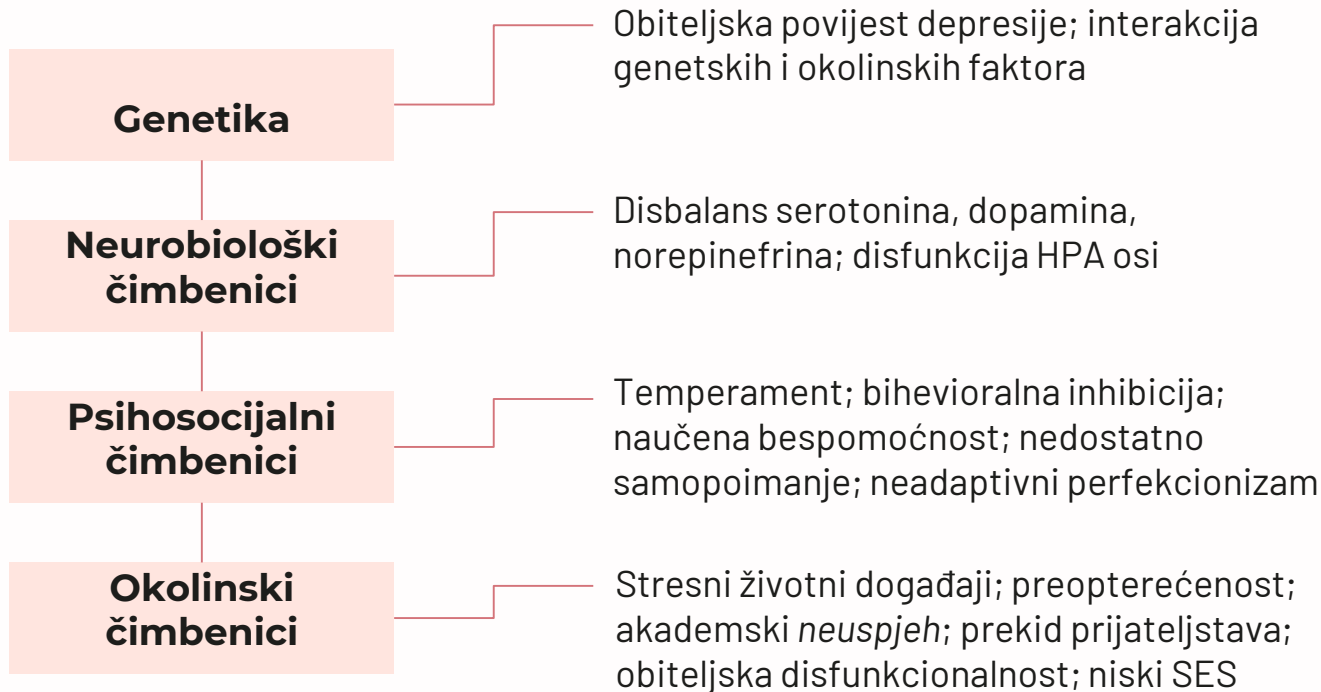 Genetika
Obiteljska povijest depresije; interakcija
genetskih i okolinskih faktora
Neurobiološki
čimbenici
Disbalans serotonina, dopamina,
norepinefrina; disfunkcija HPA osi
Psihosocijalni
čimbenici
Temperament; bihevioralna inhibicija;
naučena bespomoćnost; nedostatno
samopoimanje; neadaptivni perfekcionizam
Okolinski
čimbenici
Stresni životni događaji; preopterećenost;
akademski neuspjeh; prekid prijateljstava;
obiteljska disfunkcionalnost; niski SES